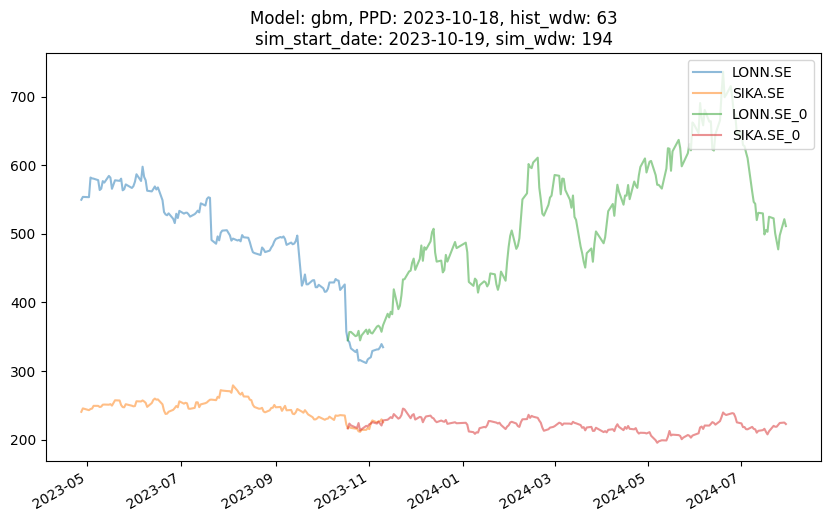 Model: gbm, PPD: 2023-10-18, hist_wdw: 63
sim_start_date: 2023-10-19, sim_wdw: 194
LONN.SE
SIKA.SE
LONN.SE_0
SIKA.SE_0
700
600
500
400
300
200
2023-05
2023-07
2023-09
2023-11
2024-01
2024-03
2024-05
2024-07